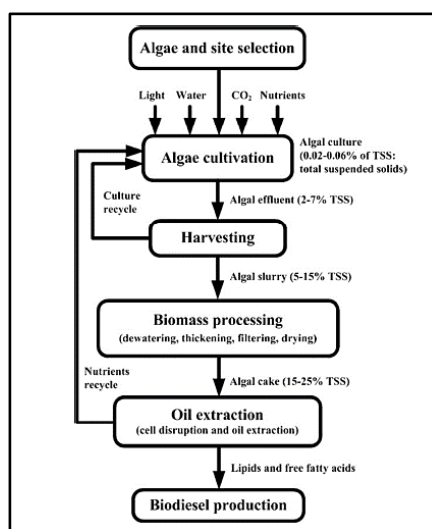 Algae and site selection
Light Water CO₂ Nutrients
Algae cultivation
Algal culture
(0.02-0.06% of TSS:
total suspended solids)
Culture
recycle
Algal effluent (2-7% TSS)
Harvesting
Algal slurry (5-15% TSS)
Biomass processing
(dewatering, thickening, filtering, drying)
Nutrients
recycle
Algal cake (15-25% TSS)
Oil extraction
(cell disruption and oil extraction)
Lipids and free fatty acids
Biodiesel production